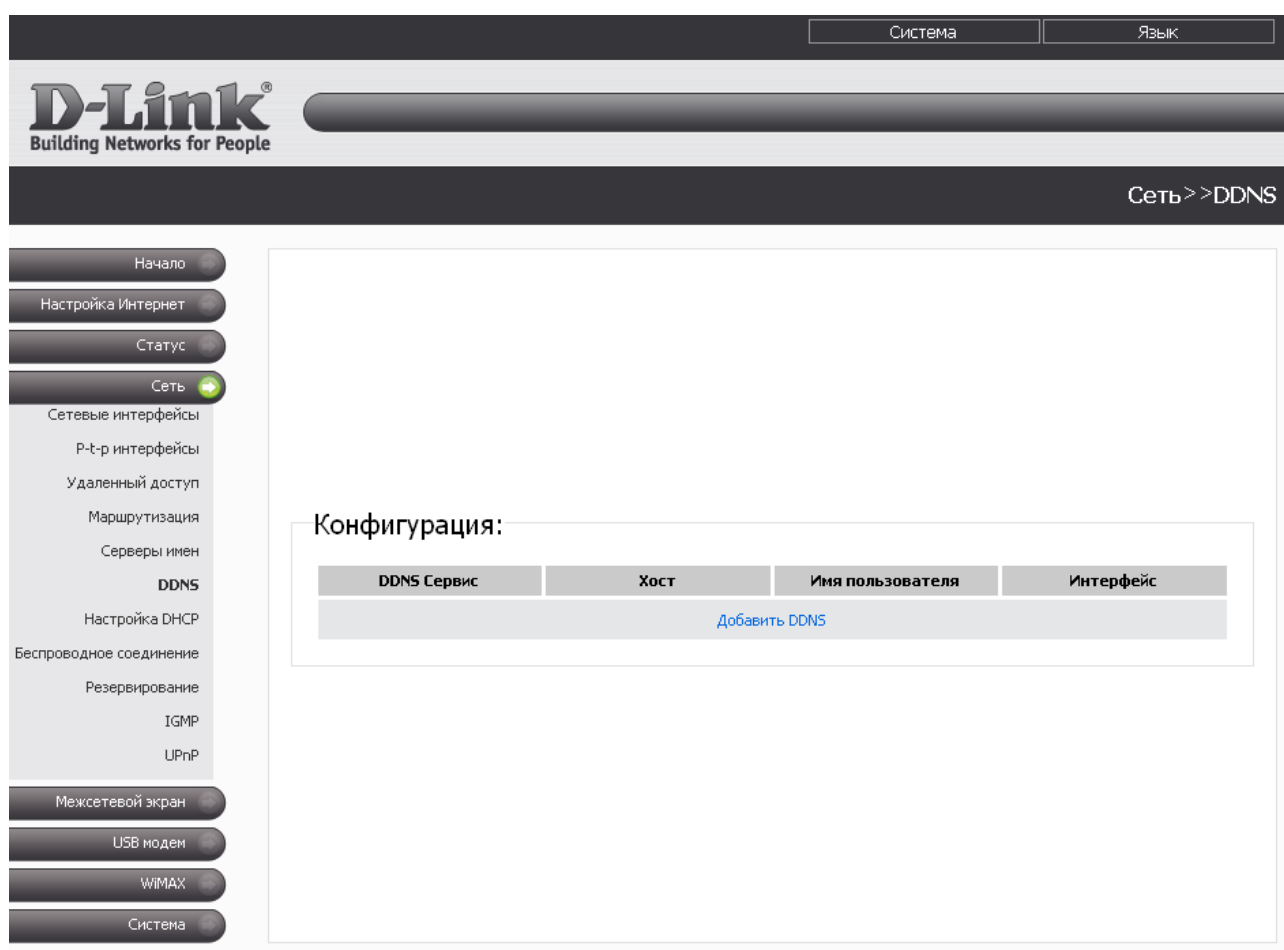 Система Язык
D-Link®
Building Networks for People
Сеть>>DDNS
Начало
Настройка Интернет
Статус
Сеть
Сетевые интерфейсы
P-t-p интерфейсы
Удаленный доступ
Маршрутизация
Серверы имен
DDNS
Настройка DHCP
Беспроводное соединение
Резервирование
IGMP
UPnP
Межсетевой экран
USB модем
WiMAX
Система
Конфигурация:
DDNS Сервис Хост Имя пользователя Интерфейс
Добавить DDNS